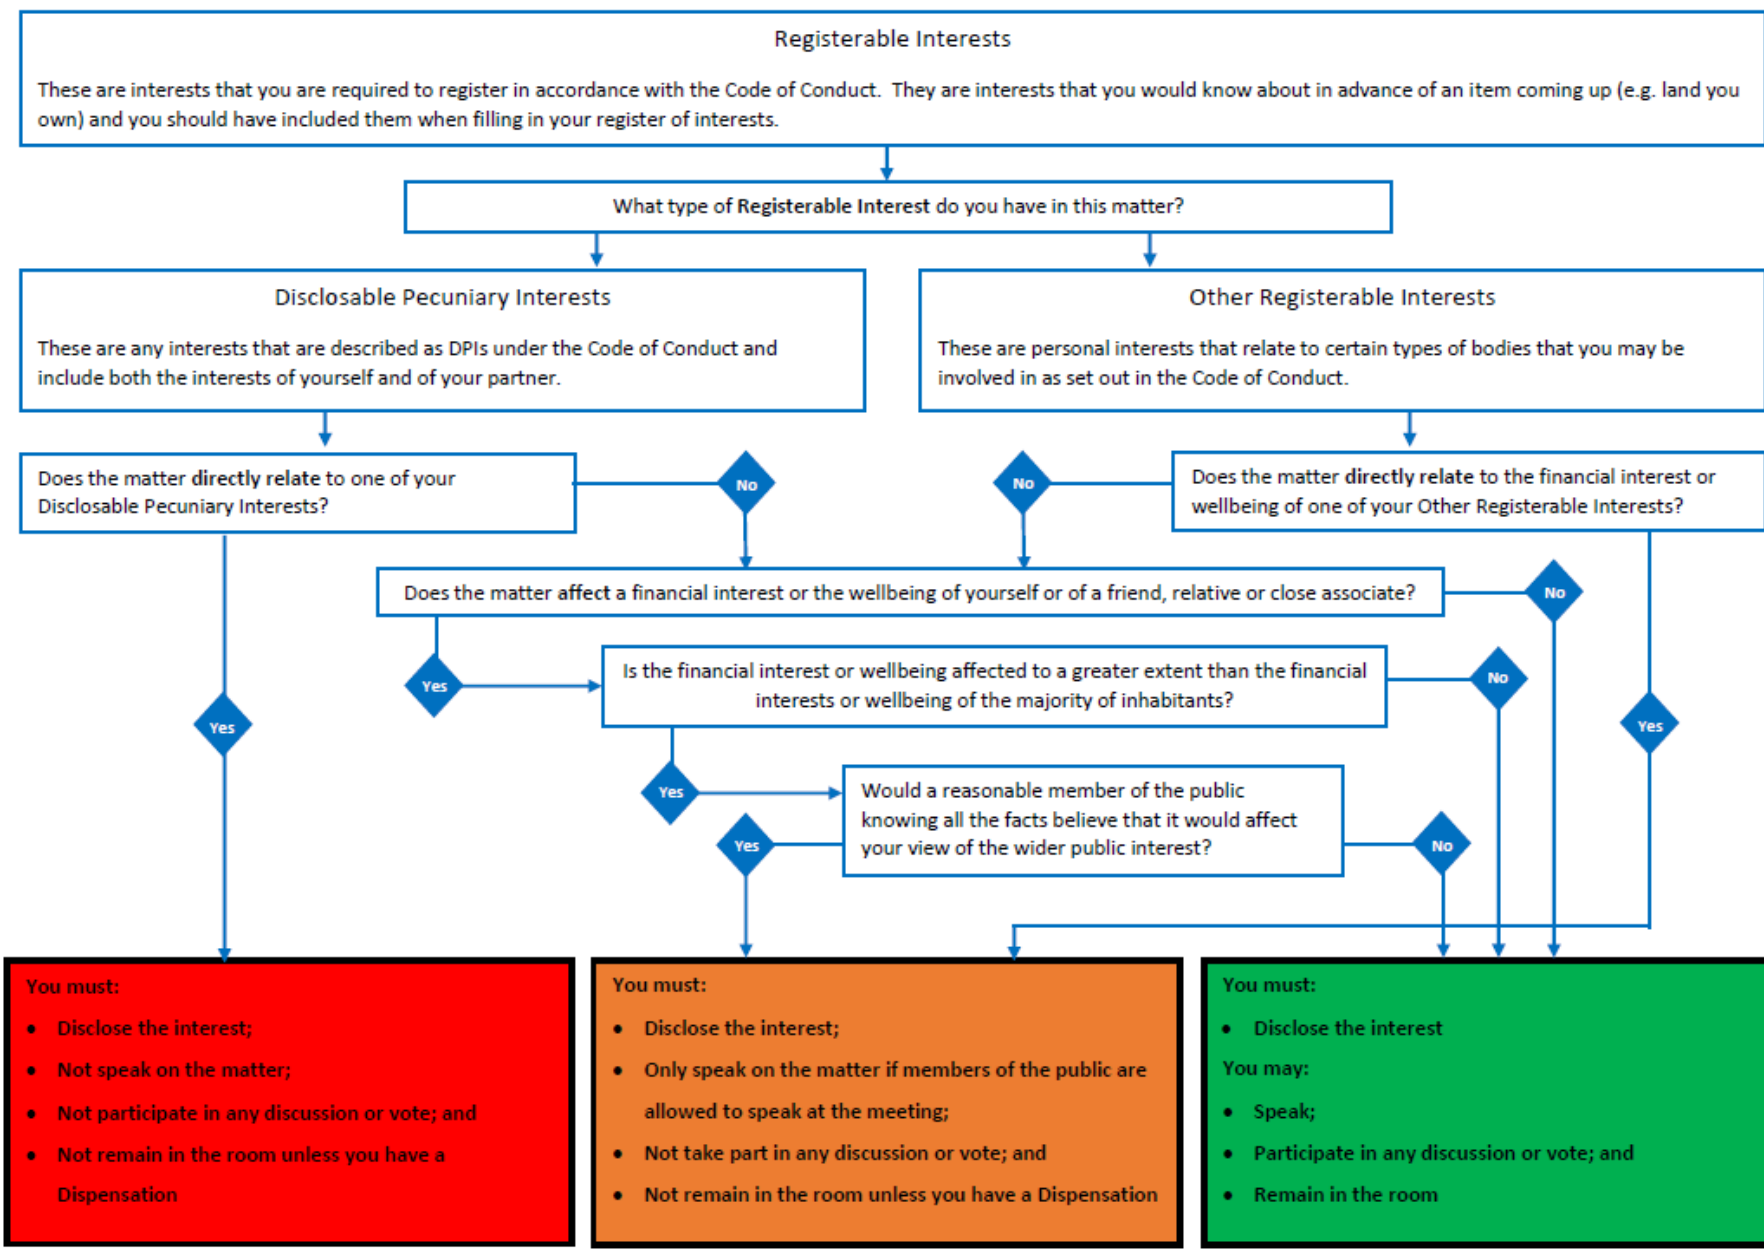 Registerable Interests
These are interests that you are required to register in accordance with the Code of Conduct. They are interests that you would know about in advance of an item coming up (e.g. land you
own) and you should have included them when filling in your register of interests.
What type of Registerable Interest do you have in this matter?
Disclosable Pecuniary Interests
These are any interests that are described as DPIs under the Code of Conduct and
include both the interests of yourself and of your partner.
Other Registerable Interests
These are personal interests that relate to certain types of bodies that you may be
involved in as set out in the Code of Conduct.
Does the matter directly relate to one of your
Disclosable Pecuniary Interests?
No
No
Does the matter directly relate to the financial interest or
wellbeing of one of your Other Registerable Interests?
Does the matter affect a financial interest or the wellbeing of yourself or of a friend, relative or close associate?
No
Yes
Is the financial interest or wellbeing affected to a greater extent than the financial
interests or wellbeing of the majority of inhabitants?
No
Yes
Yes
Yes
Would a reasonable member of the public
knowing all the facts believe that it would affect
your view of the wider public interest?
Yes
No
You must:
• Disclose the interest;
• Not speak on the matter;
• Not participate in any discussion or vote; and
• Not remain in the room unless you have a
Dispensation
You must:
• Disclose the interest;
• Only speak on the matter if members of the public are
allowed to speak at the meeting;
• Not take part in any discussion or vote; and
• Not remain in the room unless you have a Dispensation
You must:
• Disclose the interest
You may:
• Speak;
• Participate in any discussion or vote; and
• Remain in the room